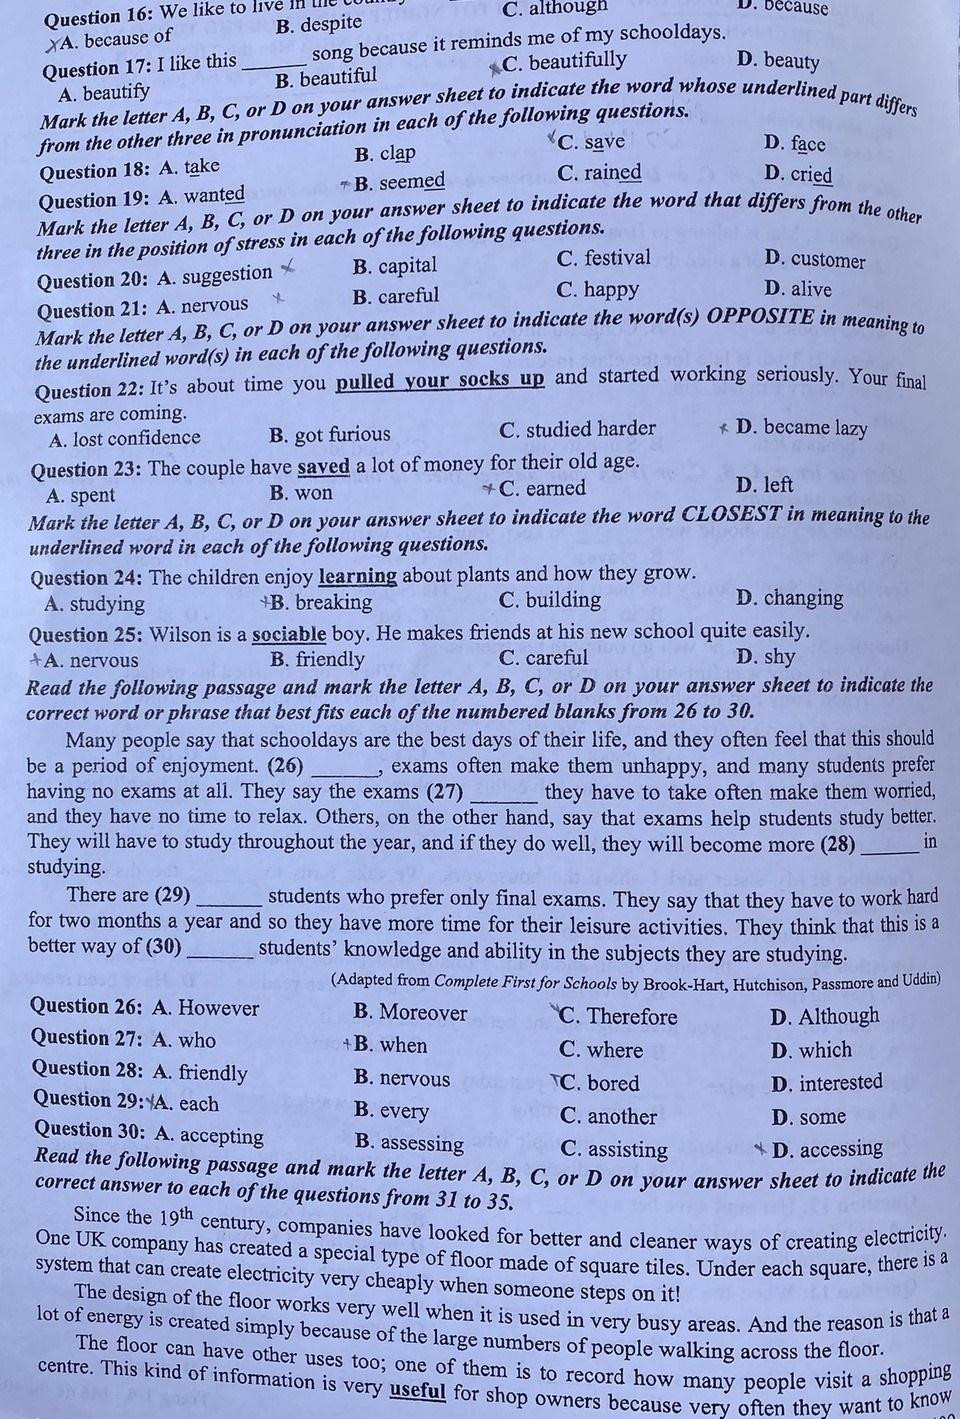 Question 16: We like to live in the
A. because of B. despite C. although D. because
Question 17: I like this ______ song because it reminds me of my schooldays.
A. beautify B. beautiful C. beautifully D. beauty
Mark the letter A, B, C, or D on your answer sheet to indicate the word whose underlined part differs
from the other three in pronunciation in each of the following questions.
Question 18: A. take B. clap C. save D. face
Question 19: A. wanted B. seemed C. rained D. cried
Mark the letter A, B, C, or D on your answer sheet to indicate the word that differs from the other
three in the position of stress in each of the following questions.
Question 20: A. suggestion B. capital C. festival D. customer
Question 21: A. nervous B. careful C. happy D. alive
Mark the letter A, B, C, or D on your answer sheet to indicate the word(s) OPPOSITE in meaning to
the underlined word(s) in each of the following questions.
Question 22: It's about time you pulled your socks up and started working seriously. Your final
exams are coming.
A. lost confidence B. got furious C. studied harder D. became lazy
Question 23: The couple have saved a lot of money for their old age.
A. spent B. won C. earned D. left
Mark the letter A, B, C, or D on your answer sheet to indicate the word CLOSEST in meaning to the
underlined word in each of the following questions.
Question 24: The children enjoy learning about plants and how they grow.
A. studying B. breaking C. building D. changing
Question 25: Wilson is a sociable boy. He makes friends at his new school quite easily.
A. nervous B. friendly C. careful D. shy
Read the following passage and mark the letter A, B, C, or D on your answer sheet to indicate the
correct word or phrase that best fits each of the numbered blanks from 26 to 30.
Many people say that schooldays are the best days of their life, and they often feel that this should
be a period of enjoyment. (26) ______, exams often make them unhappy, and many students prefer
having no exams at all. They say the exams (27) ______ they have to take often make them worried,
and they have no time to relax. Others, on the other hand, say that exams help students study better.
They will have to study throughout the year, and if they do well, they will become more (28) ______ in
studying.
There are (29) ______ students who prefer only final exams. They say that they have to work hard
for two months a year and so they have more time for their leisure activities. They think that this is a
better way of (30) ______ students' knowledge and ability in the subjects they are studying.
(Adapted from Complete First for Schools by Brook-Hart, Hutchison, Passmore and Uddin)
Question 26: A. However B. Moreover C. Therefore D. Although
Question 27: A. who B. when C. where D. which
Question 28: A. friendly B. nervous C. bored D. interested
Question 29: A. each B. every C. another D. some
Question 30: A. accepting B. assessing C. assisting D. accessing
Read the following passage and mark the letter A, B, C, or D on your answer sheet to indicate the
correct answer to each of the questions from 31 to 35.
Since the 19th century, companies have looked for better and cleaner ways of creating electricity.
One UK company has created a special type of floor made of square tiles. Under each square, there is a
system that can create electricity very cheaply when someone steps on it!
The design of the floor works very well when it is used in very busy areas. And the reason is that a
lot of energy is created simply because of the large numbers of people walking across the floor.
The floor can have other uses too; one of them is to record how many people visit a shopping
centre. This kind of information is very useful for shop owners because very often they want to know